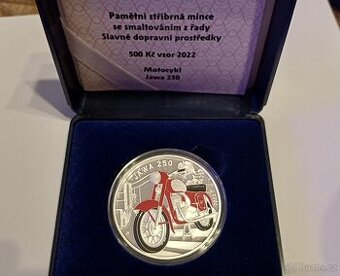 Pamětní stříbrná mince
se smaltováním z řady
Slavné dopravní prostředky
500 Kč vzor 2022
Motocykl
Jawa 250
JAWA 250